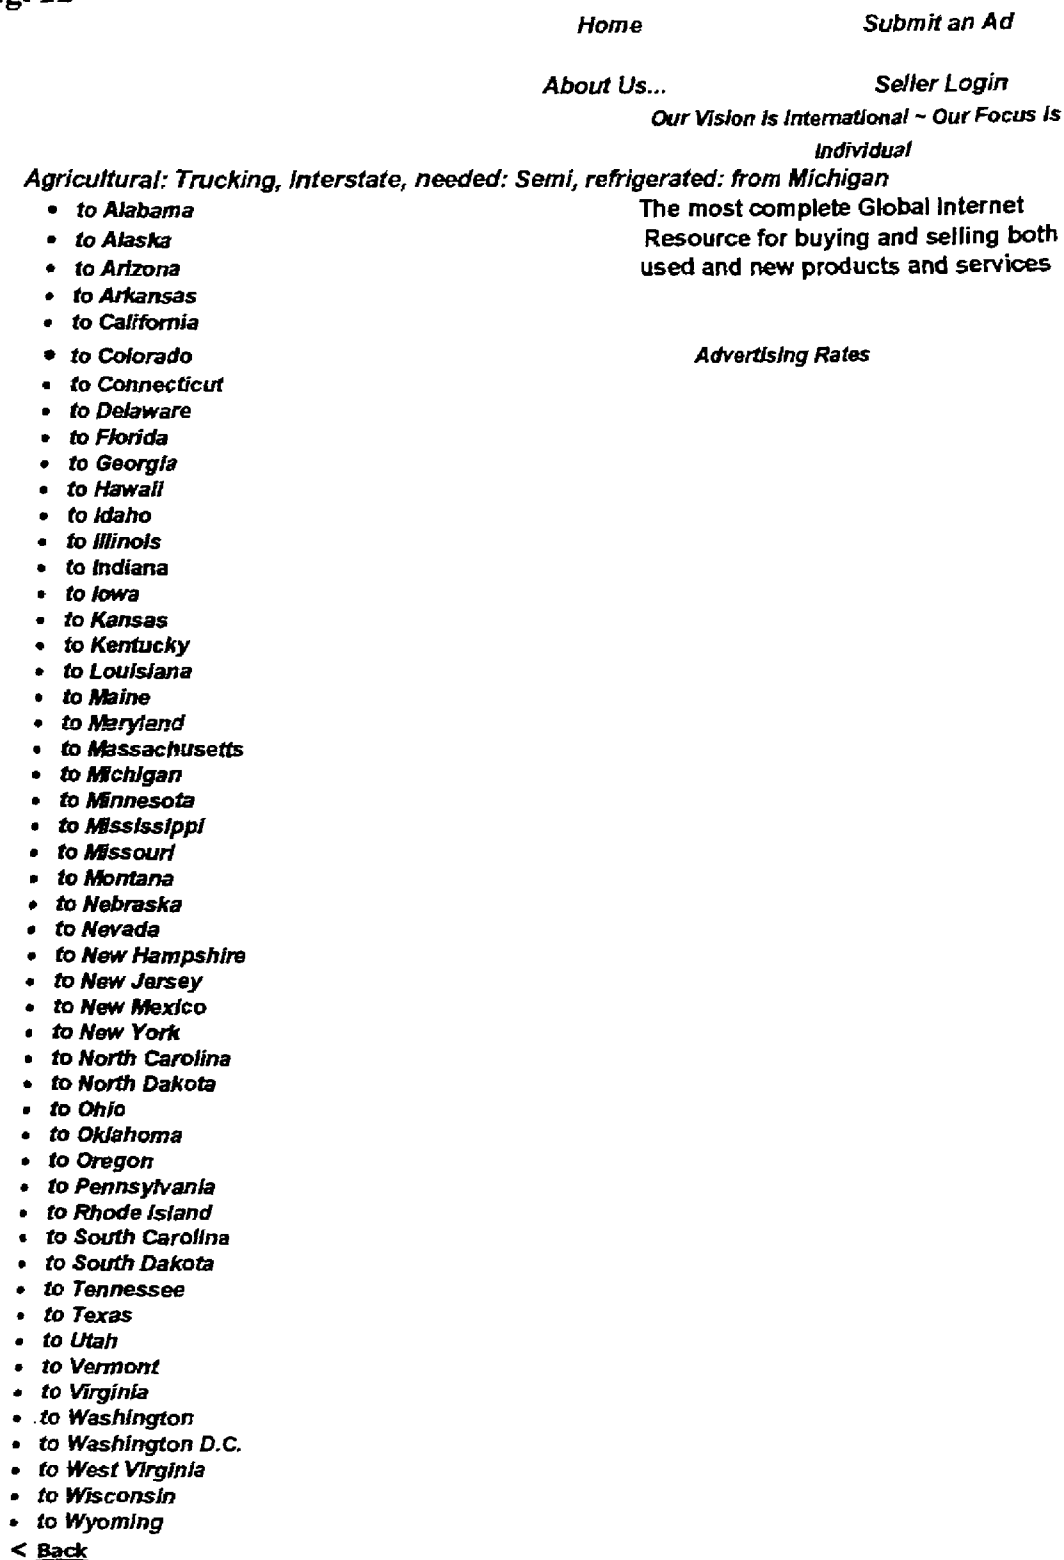 Home Submit an Ad
About Us... Seller Login
Our Vision is International ~ Our Focus is
Individual
Agricultural: Trucking, Interstate, needed: Semi, refrigerated: from Michigan
• to Alabama The most complete Global Internet
• to Alaska Resource for buying and selling both
• to Arizona used and new products and services
• to Arkansas
• to California
• to Colorado Advertising Rates
• to Connecticut
• to Delaware
• to Florida
• to Georgia
• to Hawaii
• to Idaho
• to Illinois
• to Indiana
• to Iowa
• to Kansas
• to Kentucky
• to Louisiana
• to Maine
• to Maryland
• to Massachusetts
• to Michigan
• to Minnesota
• to Mississippi
• to Missouri
• to Montana
• to Nebraska
• to Nevada
• to New Hampshire
• to New Jersey
• to New Mexico
• to New York
• to North Carolina
• to North Dakota
• to Ohio
• to Oklahoma
• to Oregon
• to Pennsylvania
• to Rhode Island
• to South Carolina
• to South Dakota
• to Tennessee
• to Texas
• to Utah
• to Vermont
• to Virginia
• to Washington
• to Washington D.C.
• to West Virginia
• to Wisconsin
• to Wyoming
< Back